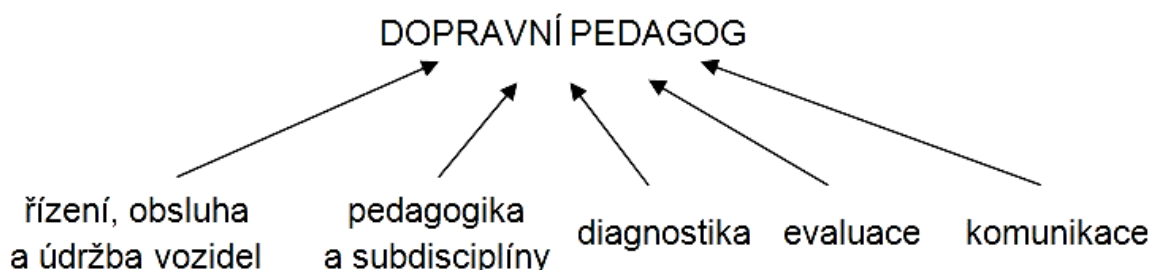 DOPRAVNÍ PEDAGOG
řízení, obsluha
a údržba vozidel
pedagogika
a subdisciplíny
diagnostika
evaluace
komunikace